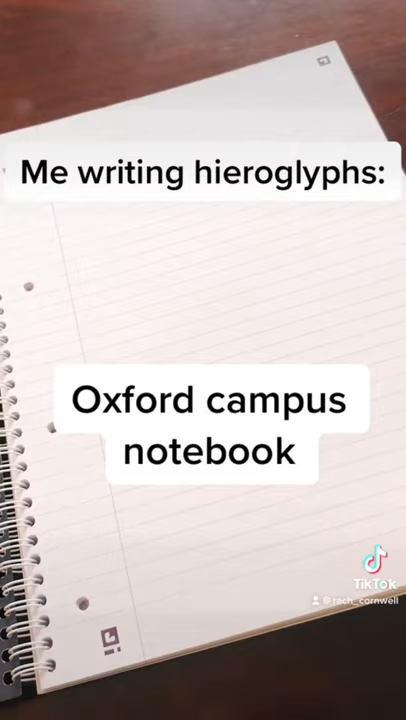 Me writing hieroglyphs:
Oxford campus
notebook
TikTok
@rach_cornwell